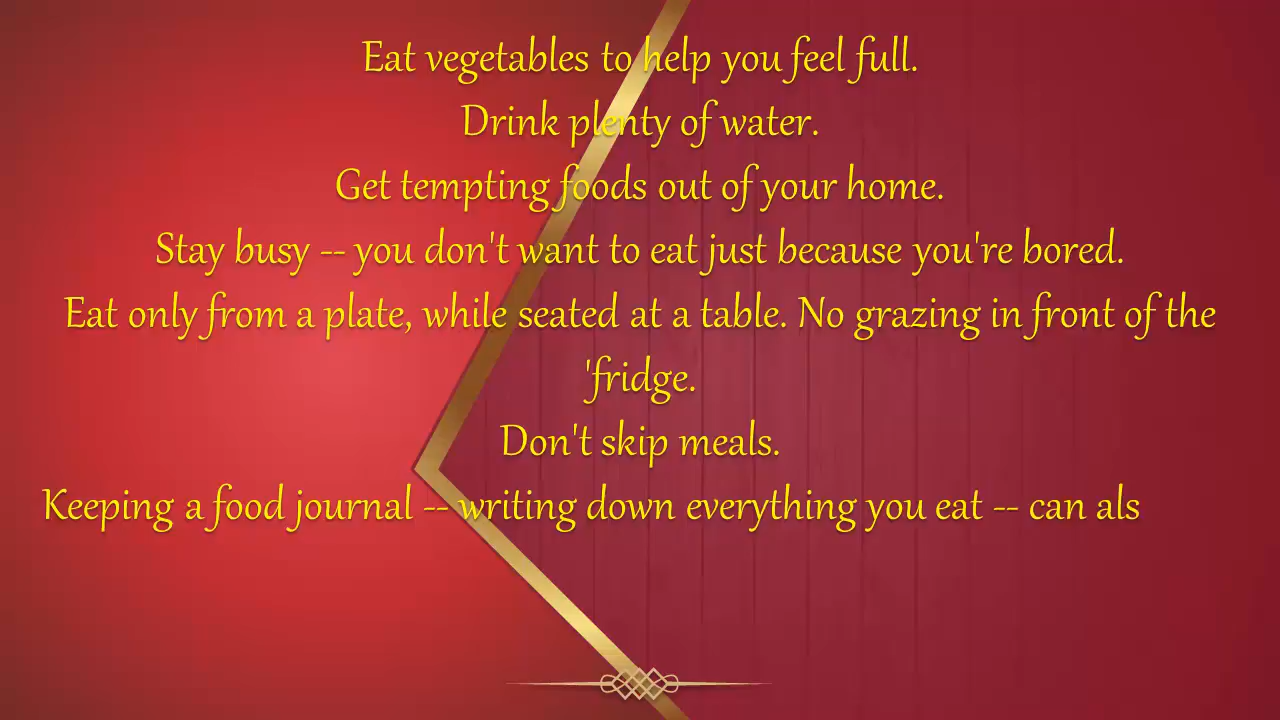 Eat vegetables to help you feel full.
Drink plenty of water.
Get tempting foods out of your home.
Stay busy -- you don't want to eat just because you're bored.
Eat only from a plate, while seated at a table. No grazing in front of the
'fridge.
Don't skip meals.
Keeping a food journal -- writing down everything you eat -- can als